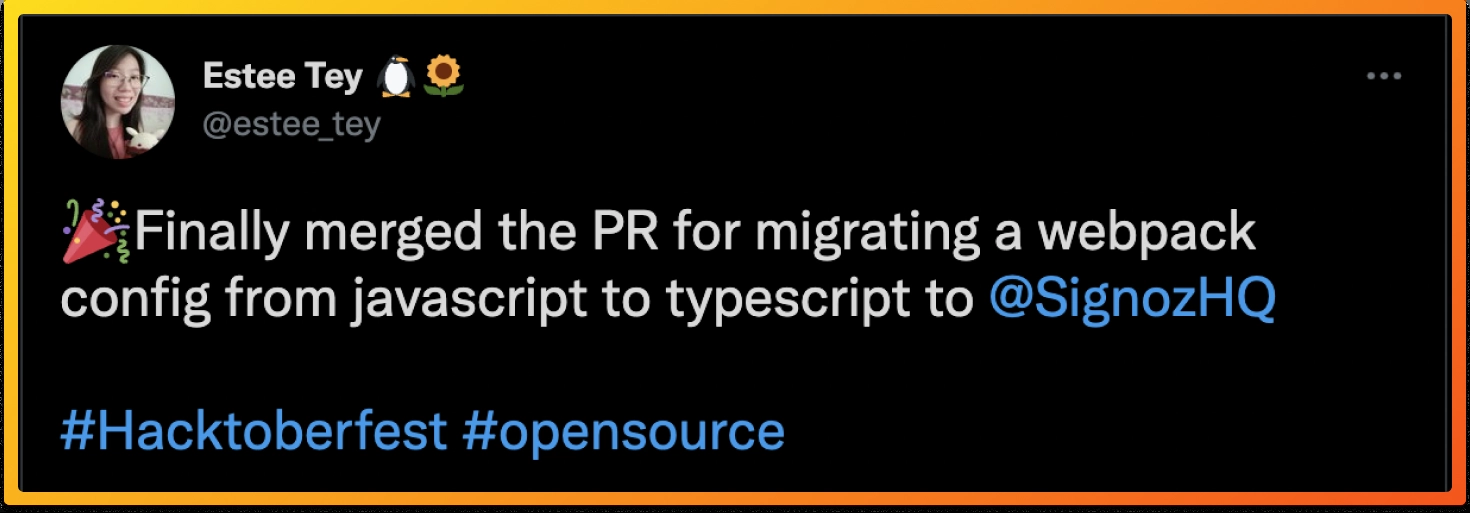 Estee Tey 🐧🌻
@estee_tey
🎉Finally merged the PR for migrating a webpack
config from javascript to typescript to @SignozHQ
#Hacktoberfest #opensource